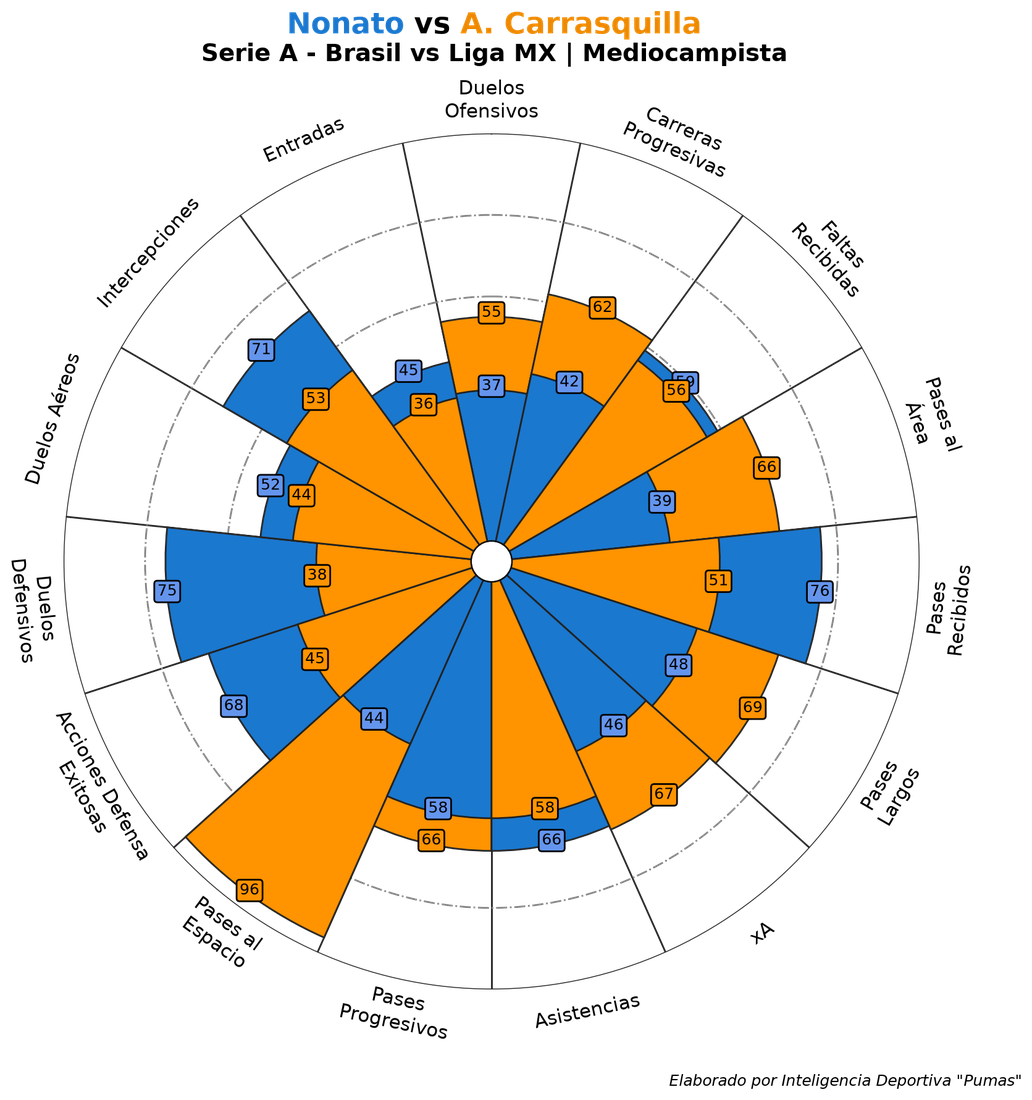 Nonato vs A. Carrasquilla
Serie A - Brasil vs Liga MX | Mediocampista
Duelos
Ofensivos
55
37
Carreras
Progresivas
62
42
Faltas
Recibidas
59
56
Pases al
Área
66
39
Pases
Recibidos
51
76
Pases
Largos
48
69
xA
46
67
Asistencias
58
66
Pases
Progresivos
58
66
Pases al
Espacio
44
96
Acciones Defensa
Exitosas
45
68
Duelos
Defensivos
38
75
Duelos Aéreos
52
44
Intercepciones
71
53
Entradas
45
36
Elaborado por Inteligencia Deportiva "Pumas"